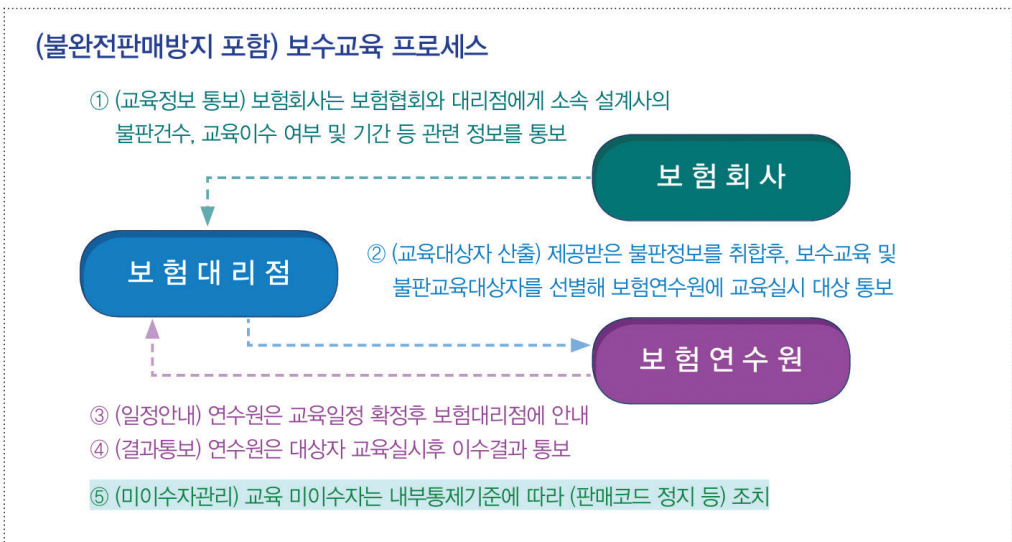 (불완전판매방지 포함) 보수교육 프로세스
① (교육정보 통보) 보험회사는 보험협회와 대리점에게 소속 설계사의
불판건수, 교육이수 여부 및 기간 등 관련 정보를 통보
보험회사
보험대리점
② (교육대상자 산출) 제공받은 불판정보를 취합후, 보수교육 및
불판교육대상자를 선별해 보험연수원에 교육실시 대상 통보
보험연수원
③ (일정안내) 연수원은 교육일정 확정후 보험대리점에 안내
④ (결과통보) 연수원은 대상자 교육실시후 이수결과 통보
⑤ (미이수자관리) 교육 미이수자는 내부통제기준에 따라 (판매코드 정지 등) 조치